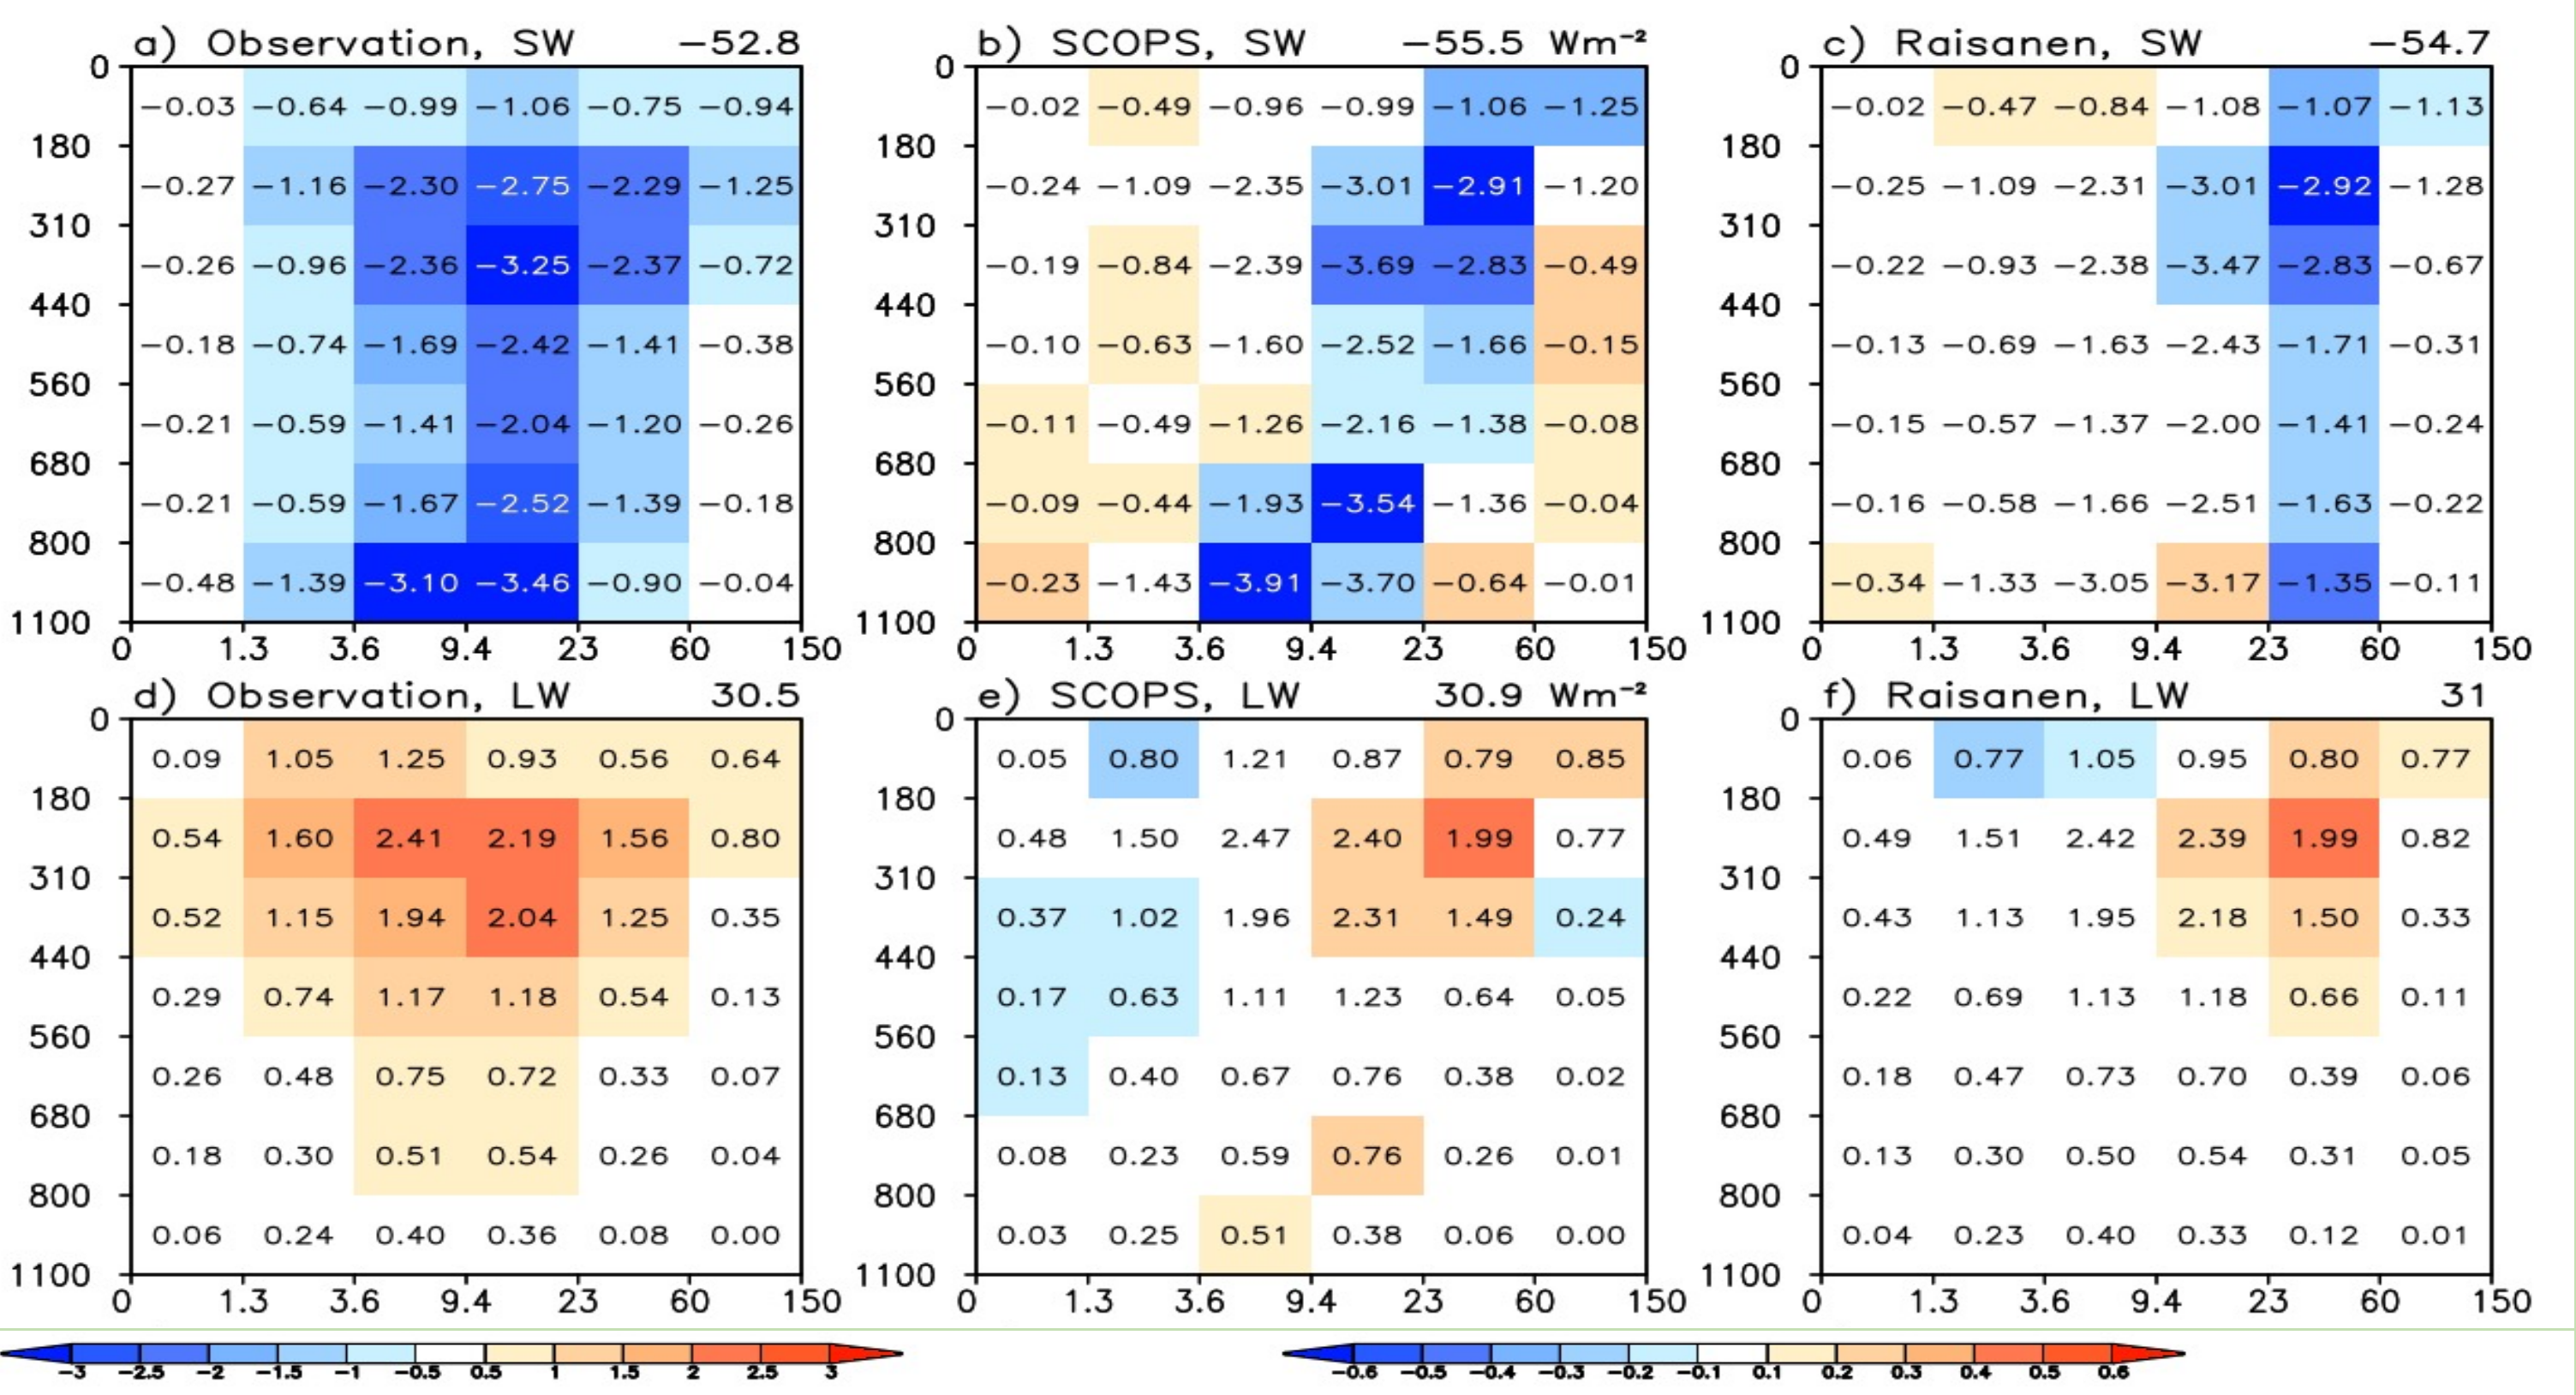 a) Observation, SW −52.8
0
−0.03 −0.64 −0.99 −1.06 −0.75 −0.94
180
−0.27 −1.16 −2.30 −2.75 −2.29 −1.25
310
−0.26 −0.96 −2.36 −3.25 −2.37 −0.72
440
−0.18 −0.74 −1.69 −2.42 −1.41 −0.38
560
−0.21 −0.59 −1.41 −2.04 −1.20 −0.26
680
−0.21 −0.59 −1.67 −2.52 −1.39 −0.18
800
−0.48 −1.39 −3.10 −3.46 −0.90 −0.04
1100
0 1.3 3.6 9.4 23 60 150
b) SCOPS, SW −55.5 Wm⁻²
0
−0.02 −0.49 −0.96 −0.99 −1.06 −1.25
180
−0.24 −1.09 −2.35 −3.01 −2.91 −1.20
310
−0.19 −0.84 −2.39 −3.69 −2.83 −0.49
440
−0.10 −0.63 −1.60 −2.52 −1.66 −0.15
560
−0.11 −0.49 −1.26 −2.16 −1.38 −0.08
680
−0.09 −0.44 −1.93 −3.54 −1.36 −0.04
800
−0.23 −1.43 −3.91 −3.70 −0.64 −0.01
1100
0 1.3 3.6 9.4 23 60 150
c) Raisanen, SW −54.7
0
−0.02 −0.47 −0.84 −1.08 −1.07 −1.13
180
−0.25 −1.09 −2.31 −3.01 −2.92 −1.28
310
−0.22 −0.93 −2.38 −3.47 −2.83 −0.67
440
−0.13 −0.69 −1.63 −2.43 −1.71 −0.31
560
−0.15 −0.57 −1.37 −2.00 −1.41 −0.24
680
−0.16 −0.58 −1.66 −2.51 −1.63 −0.22
800
−0.34 −1.33 −3.05 −3.17 −1.35 −0.11
1100
0 1.3 3.6 9.4 23 60 150
d) Observation, LW 30.5
0
0.09 1.05 1.25 0.93 0.56 0.64
180
0.54 1.60 2.41 2.19 1.56 0.80
310
0.52 1.15 1.94 2.04 1.25 0.35
440
0.29 0.74 1.17 1.18 0.54 0.13
560
0.26 0.48 0.75 0.72 0.33 0.07
680
0.18 0.30 0.51 0.54 0.26 0.04
800
0.06 0.24 0.40 0.36 0.08 0.00
1100
0 1.3 3.6 9.4 23 60 150
e) SCOPS, LW 30.9 Wm⁻²
0
0.05 0.80 1.21 0.87 0.79 0.85
180
0.48 1.50 2.47 2.40 1.99 0.77
310
0.37 1.02 1.96 2.31 1.49 0.24
440
0.17 0.63 1.11 1.23 0.64 0.05
560
0.13 0.40 0.67 0.76 0.38 0.02
680
0.08 0.23 0.59 0.76 0.26 0.01
800
0.03 0.25 0.51 0.38 0.06 0.00
1100
0 1.3 3.6 9.4 23 60 150
f) Raisanen, LW 31
0
0.06 0.77 1.05 0.95 0.80 0.77
180
0.49 1.51 2.42 2.39 1.99 0.82
310
0.43 1.13 1.95 2.18 1.50 0.33
440
0.22 0.69 1.13 1.18 0.66 0.11
560
0.18 0.47 0.73 0.70 0.39 0.06
680
0.13 0.30 0.50 0.54 0.31 0.05
800
0.04 0.23 0.40 0.33 0.12 0.01
1100
0 1.3 3.6 9.4 23 60 150
−3 −2.5 −2 −1.5 −1 −0.5 0.5 1 1.5 2 2.5 3
−0.6 −0.5 −0.4 −0.3 −0.2 −0.1 0.1 0.2 0.3 0.4 0.5 0.6